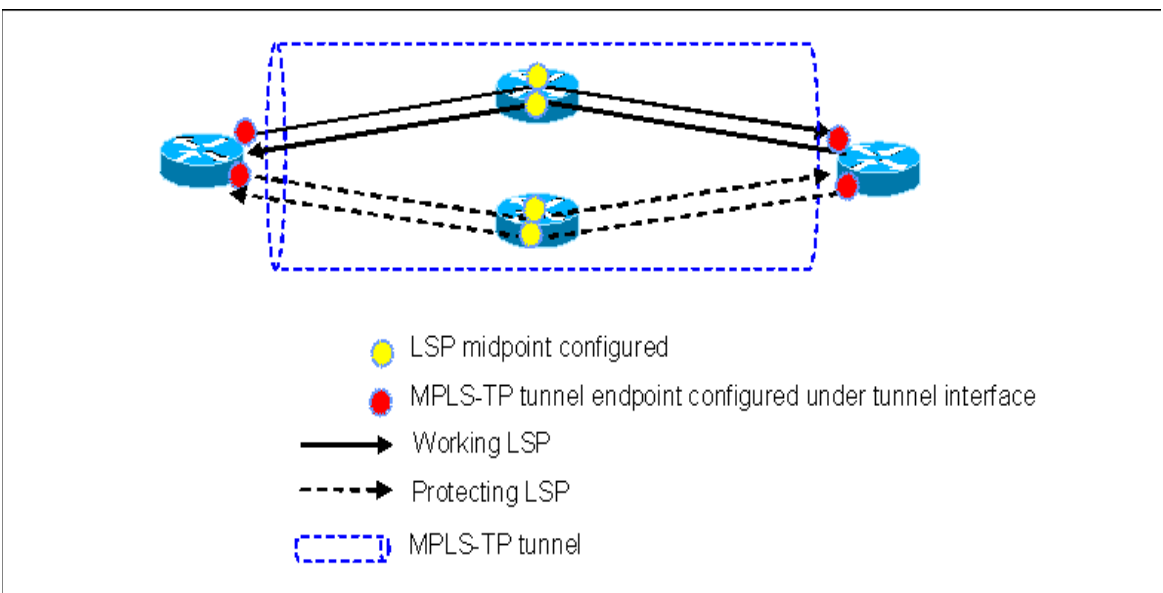 LSP midpoint configured
MPLS-TP tunnel endpoint configured under tunnel interface
Working LSP
Protecting LSP
MPLS-TP tunnel